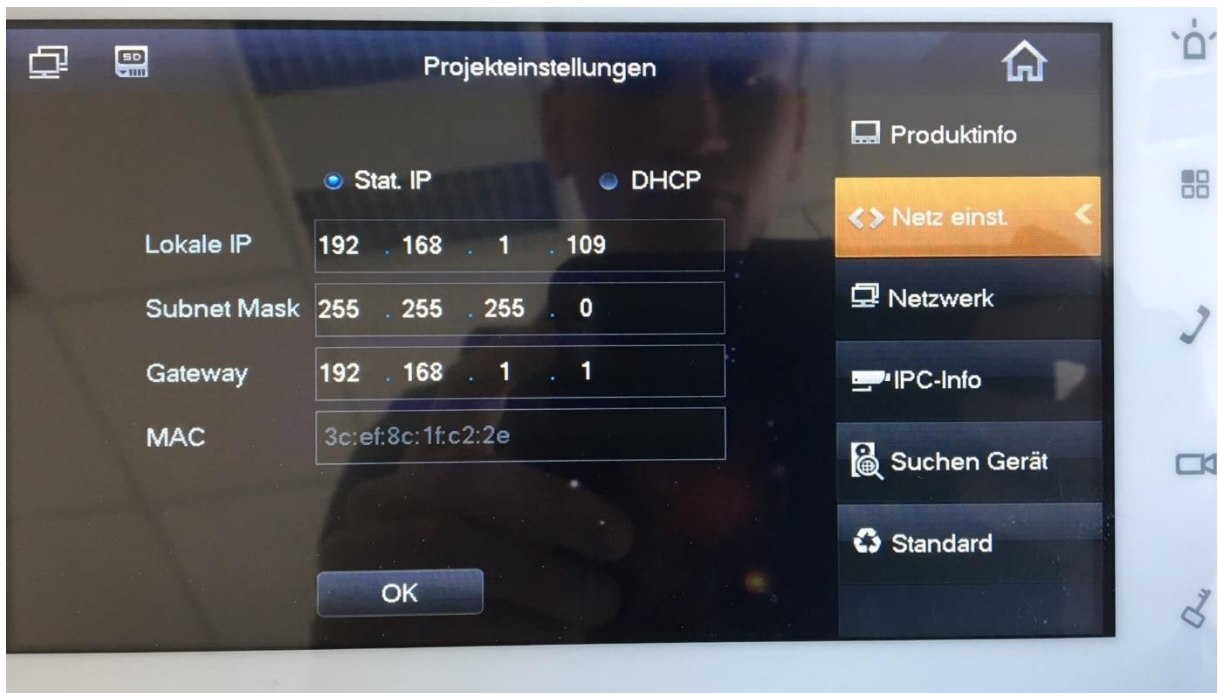 SD
Projekteinstellungen
Stat. IP
DHCP
Lokale IP 192 . 168 . 1 . 109
Subnet Mask 255 . 255 . 255 . 0
Gateway 192 . 168 . 1 . 1
MAC 3c:ef:8c:1f:c2:2e
OK
Produktinfo
Netz einst.
Netzwerk
IPC-Info
Suchen Gerät
Standard